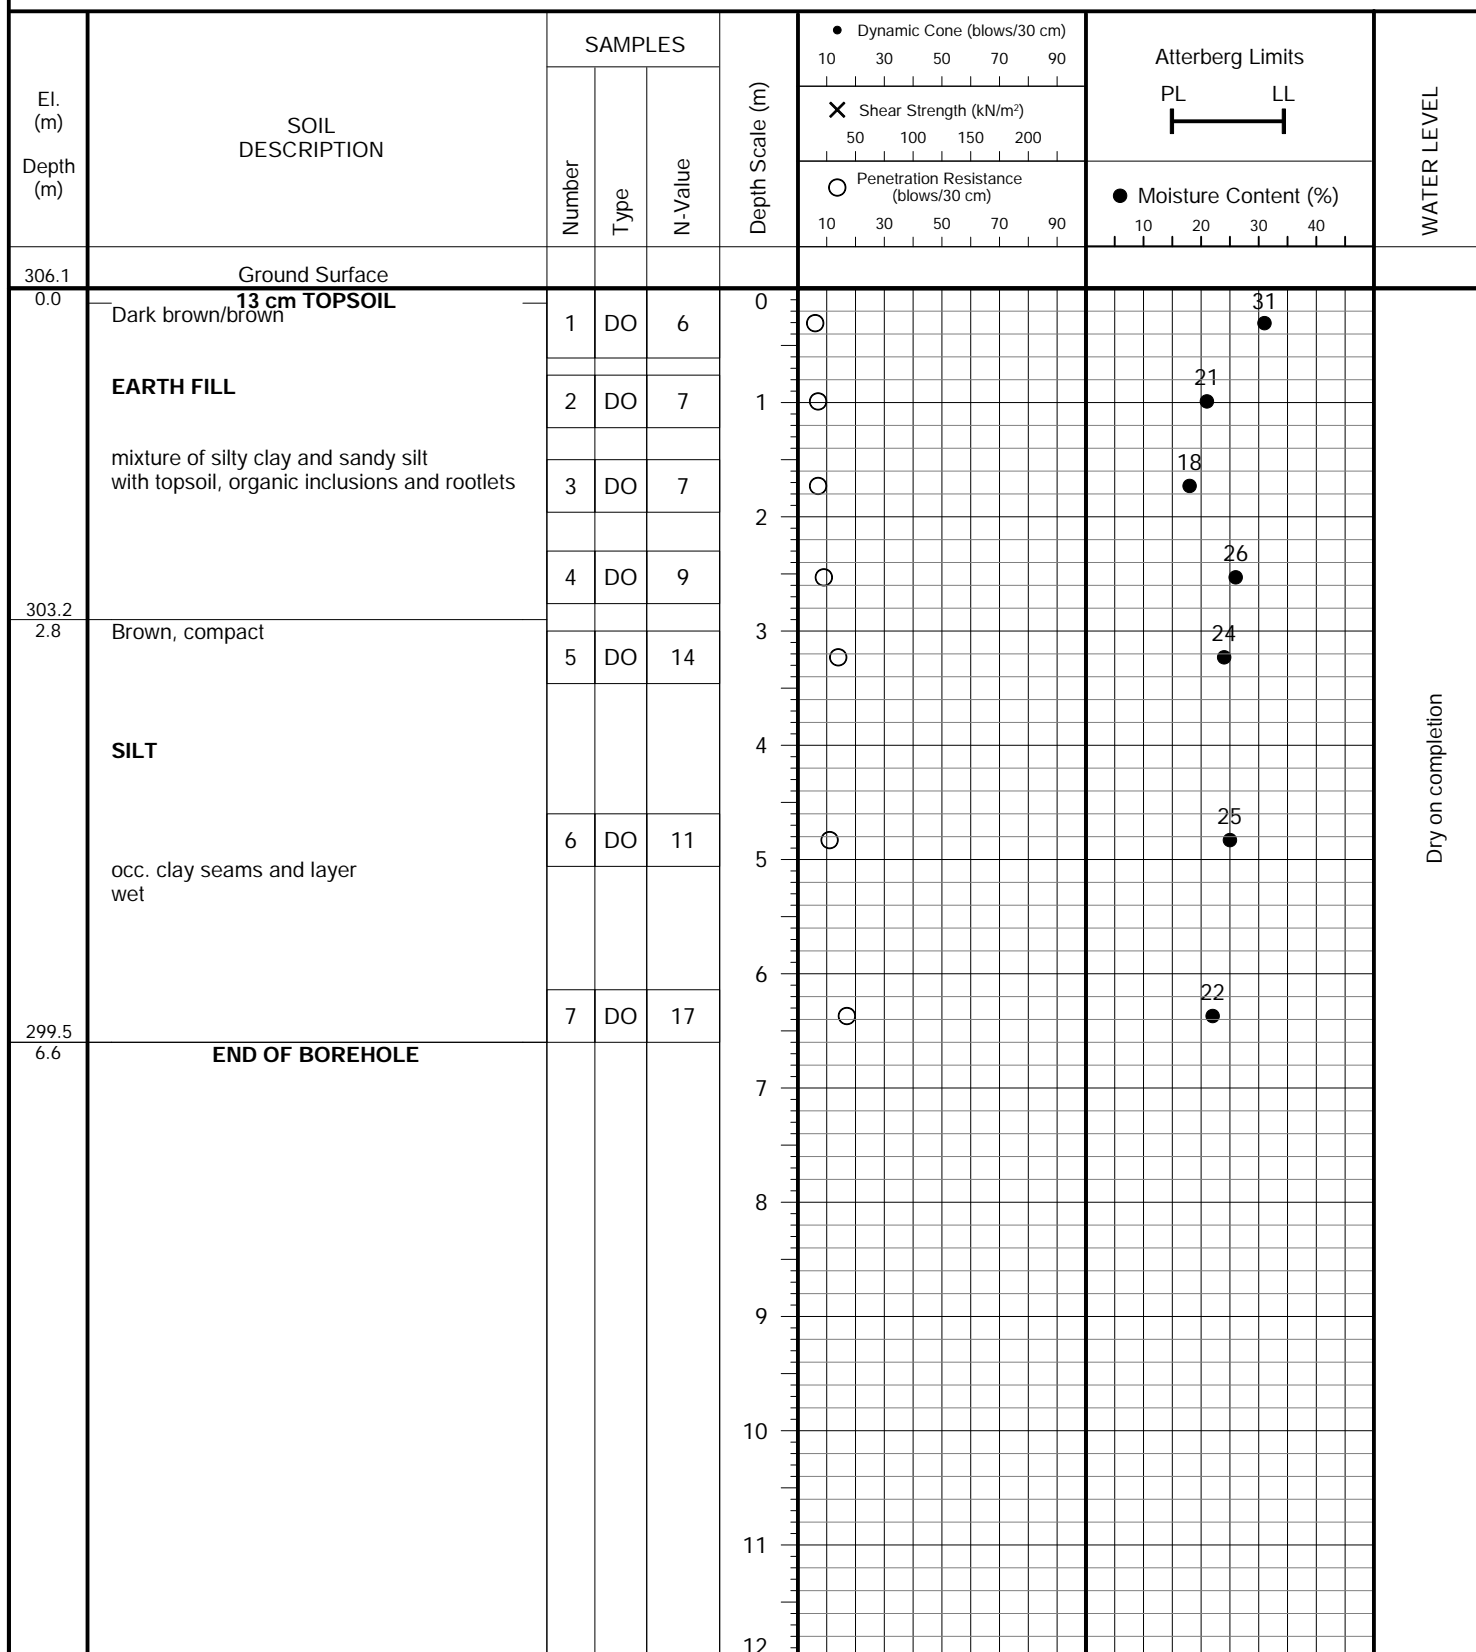 El.
(m)
Depth
(m)
SOIL
DESCRIPTION
SAMPLES
Number
Type
N-Value
Depth Scale (m)
Dynamic Cone (blows/30 cm)
10 30 50 70 90
Shear Strength (kN/m²)
50 100 150 200
Penetration Resistance
(blows/30 cm)
10 30 50 70 90
Atterberg Limits
PL LL
Moisture Content (%)
10 20 30 40
WATER LEVEL
306.1 Ground Surface
0.0 13 cm TOPSOIL 0 31
Dark brown/brown
1 DO 6
EARTH FILL
21
2 DO 7 1
mixture of silty clay and sandy silt
18
with topsoil, organic inclusions and rootlets
3 DO 7
2
26
4 DO 9
303.2
2.8 Brown, compact 3 24
5 DO 14
SILT 4
25
6 DO 11
5
occ. clay seams and layer
wet
6
22
7 DO 17
299.5
6.6 END OF BOREHOLE
7
8
9
10
11
12
Dry on completion